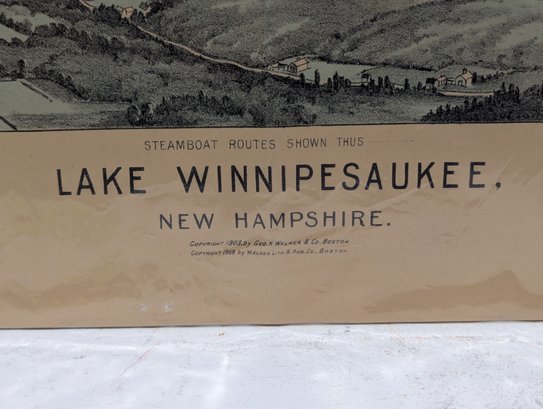 STEAMBOAT ROUTES SHOWN THUS --------
LAKE WINNIPESAUKEE,
NEW HAMPSHIRE.
COPYRIGHT 1903, by GEO. H. WALKER & CO. BOSTON
COPYRIGHT 1909 by WALKER LITH & PUB. CO. BOSTON